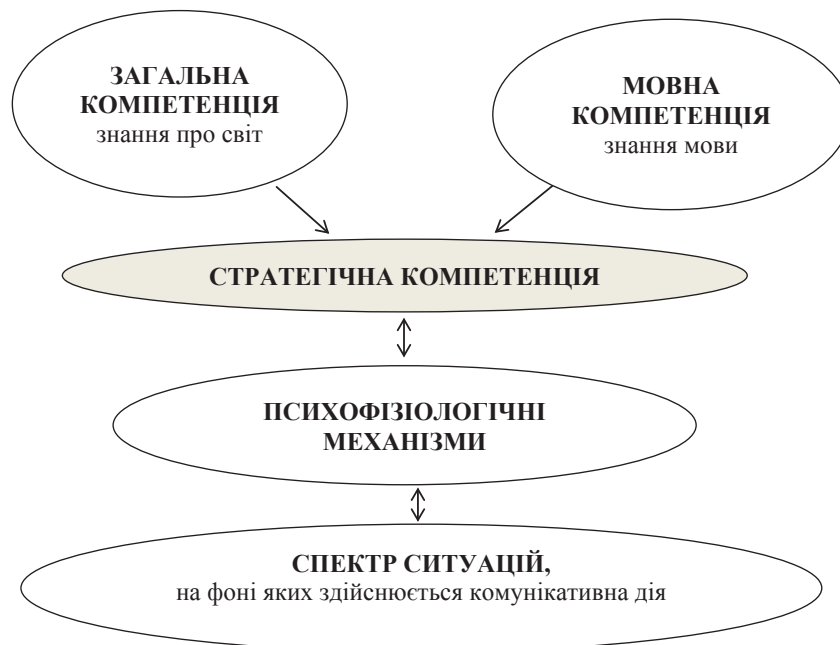 ЗАГАЛЬНА
КОМПЕТЕНЦІЯ
знання про світ
МОВНА
КОМПЕТЕНЦІЯ
знання мови
СТРАТЕГІЧНА КОМПЕТЕНЦІЯ
ПСИХОФІЗІОЛОГІЧНІ
МЕХАНІЗМИ
СПЕКТР СИТУАЦІЙ,
на фоні яких здійснюється комунікативна дія